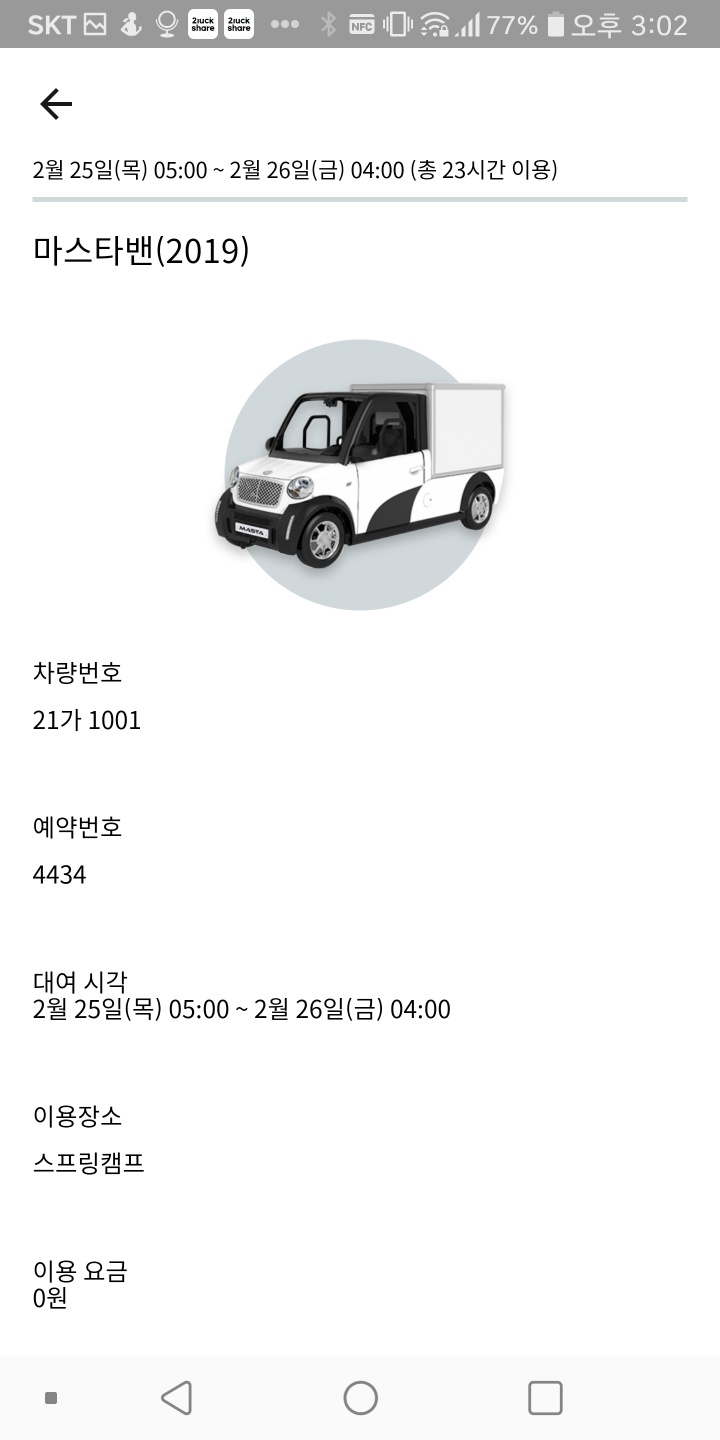 SKT 2luck share 2luck share NFC 77% 오후 3:02
2월 25일(목) 05:00 ~ 2월 26일(금) 04:00 (총 23시간 이용)
마스타밴(2019)
MASTA
차량번호
21가 1001
예약번호
4434
대여 시각
2월 25일(목) 05:00 ~ 2월 26일(금) 04:00
이용장소
스프링캠프
이용 요금
0원